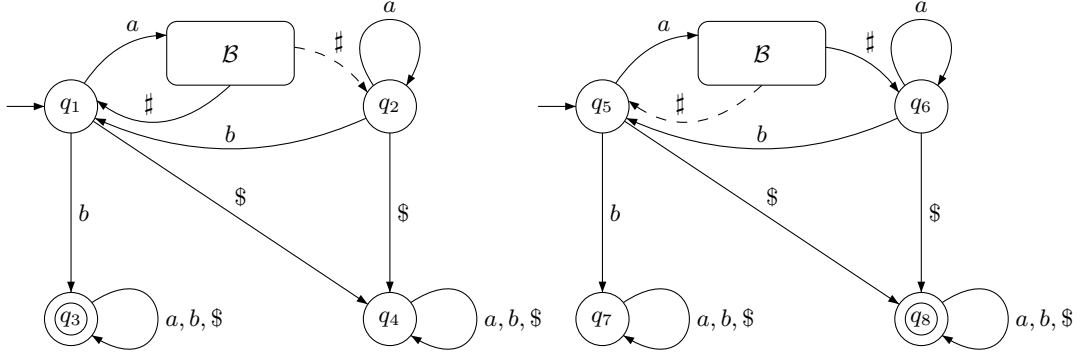 a ℬ ♯ a a ℬ ♯ a
q₁ ♯ q₂ q₅ ♯ q₆
b b
b $ $ b $ $
q₃ a, b, $ q₄ a, b, $ q₇ a, b, $ q₈ a, b, $